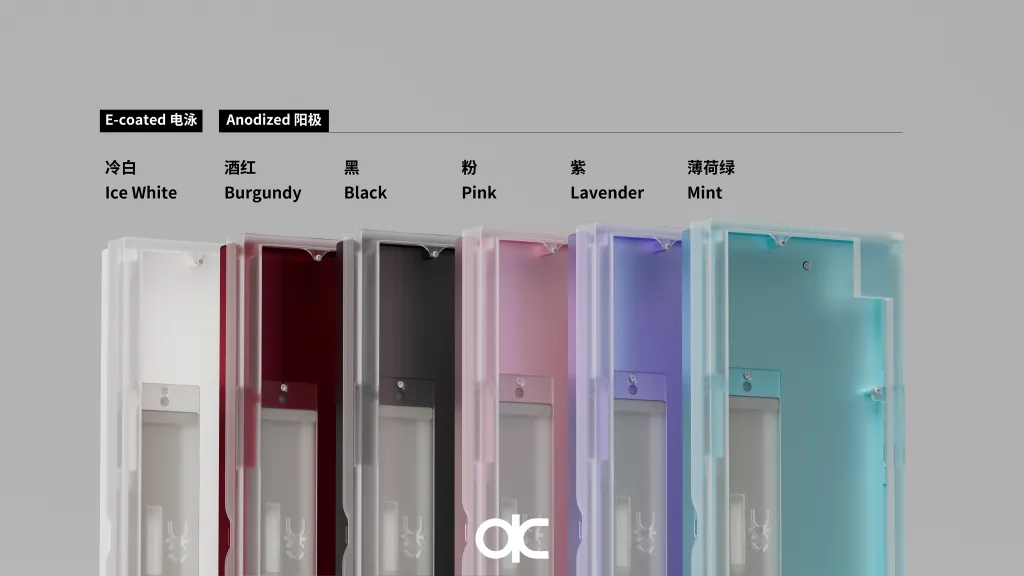 E-coated 电泳
Anodized 阳极
冷白
Ice White
酒红
Burgundy
黑
Black
粉
Pink
紫
Lavender
薄荷绿
Mint